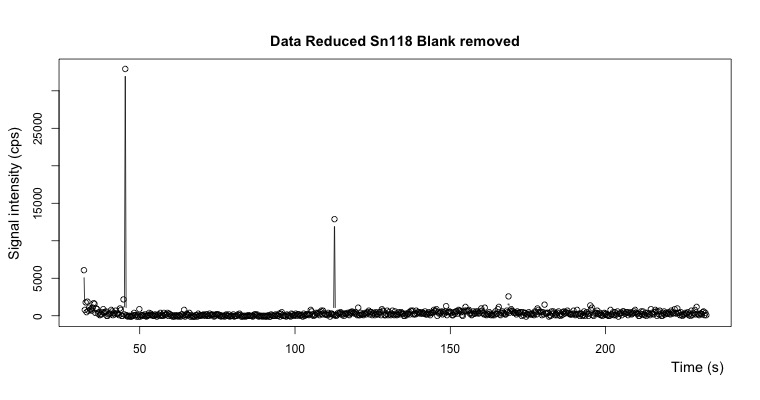 Data Reduced Sn118 Blank removed
Signal intensity (cps)
25000
15000
5000
0
50 100 150 200
Time (s)